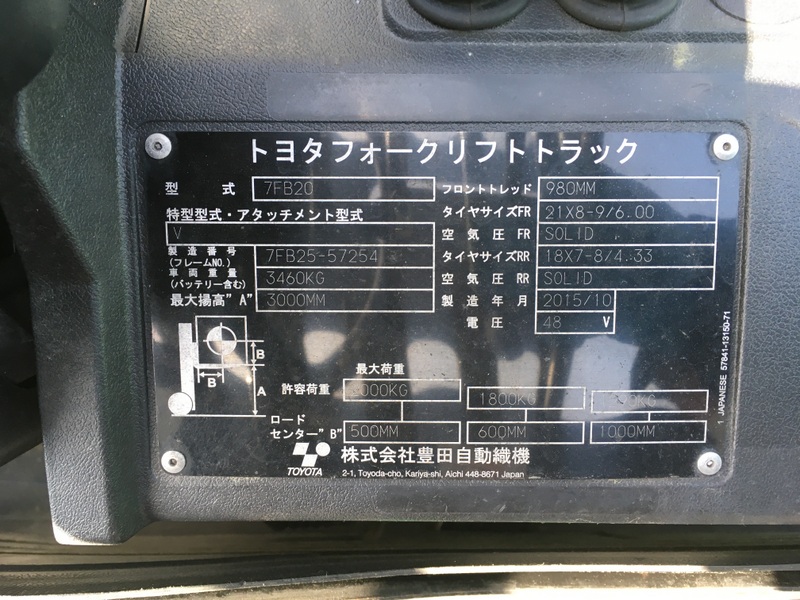 トヨタフォークリフトトラック
型 式 7FB20 フロントトレッド 980MM
特型型式・アタッチメント型式 タイヤサイズFR 21X8-9/6.00
V 空気圧 FR SOLID
製造番号 (フレームNO.) 7FB25-57254 タイヤサイズRR 18X7-8/4.33
車両重量 (バッテリー含む) 3460KG 空気圧 RR SOLID
最大揚高"A" 3000MM 製造年月 2015/10
電圧 48 V
B
B
A
最大荷重
許容荷重 1800KG
ロード
センター"B" 500MM 600MM 1000MM
TOYOTA 株式会社豊田自動織機
2-1, Toyoda-cho, Kariya-shi, Aichi 448-8671 Japan
1 JAPANESE 57841-13150-71